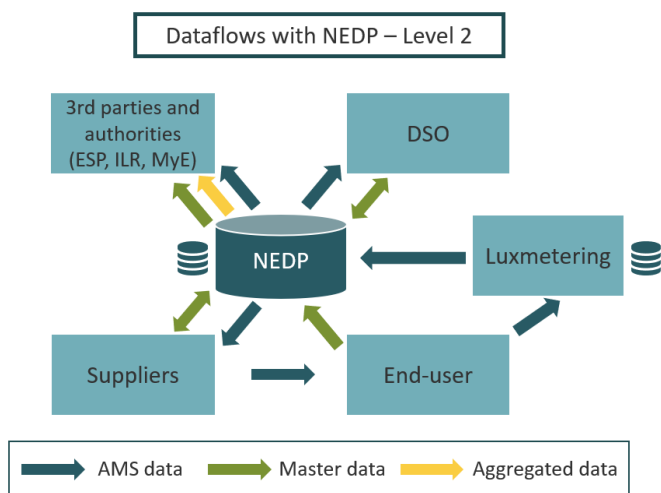 Dataflows with NEDP – Level 2
3rd parties and
authorities
(ESP, ILR, MyE)
DSO
NEDP
Luxmetering
Suppliers
End-user
AMS data
Master data
Aggregated data